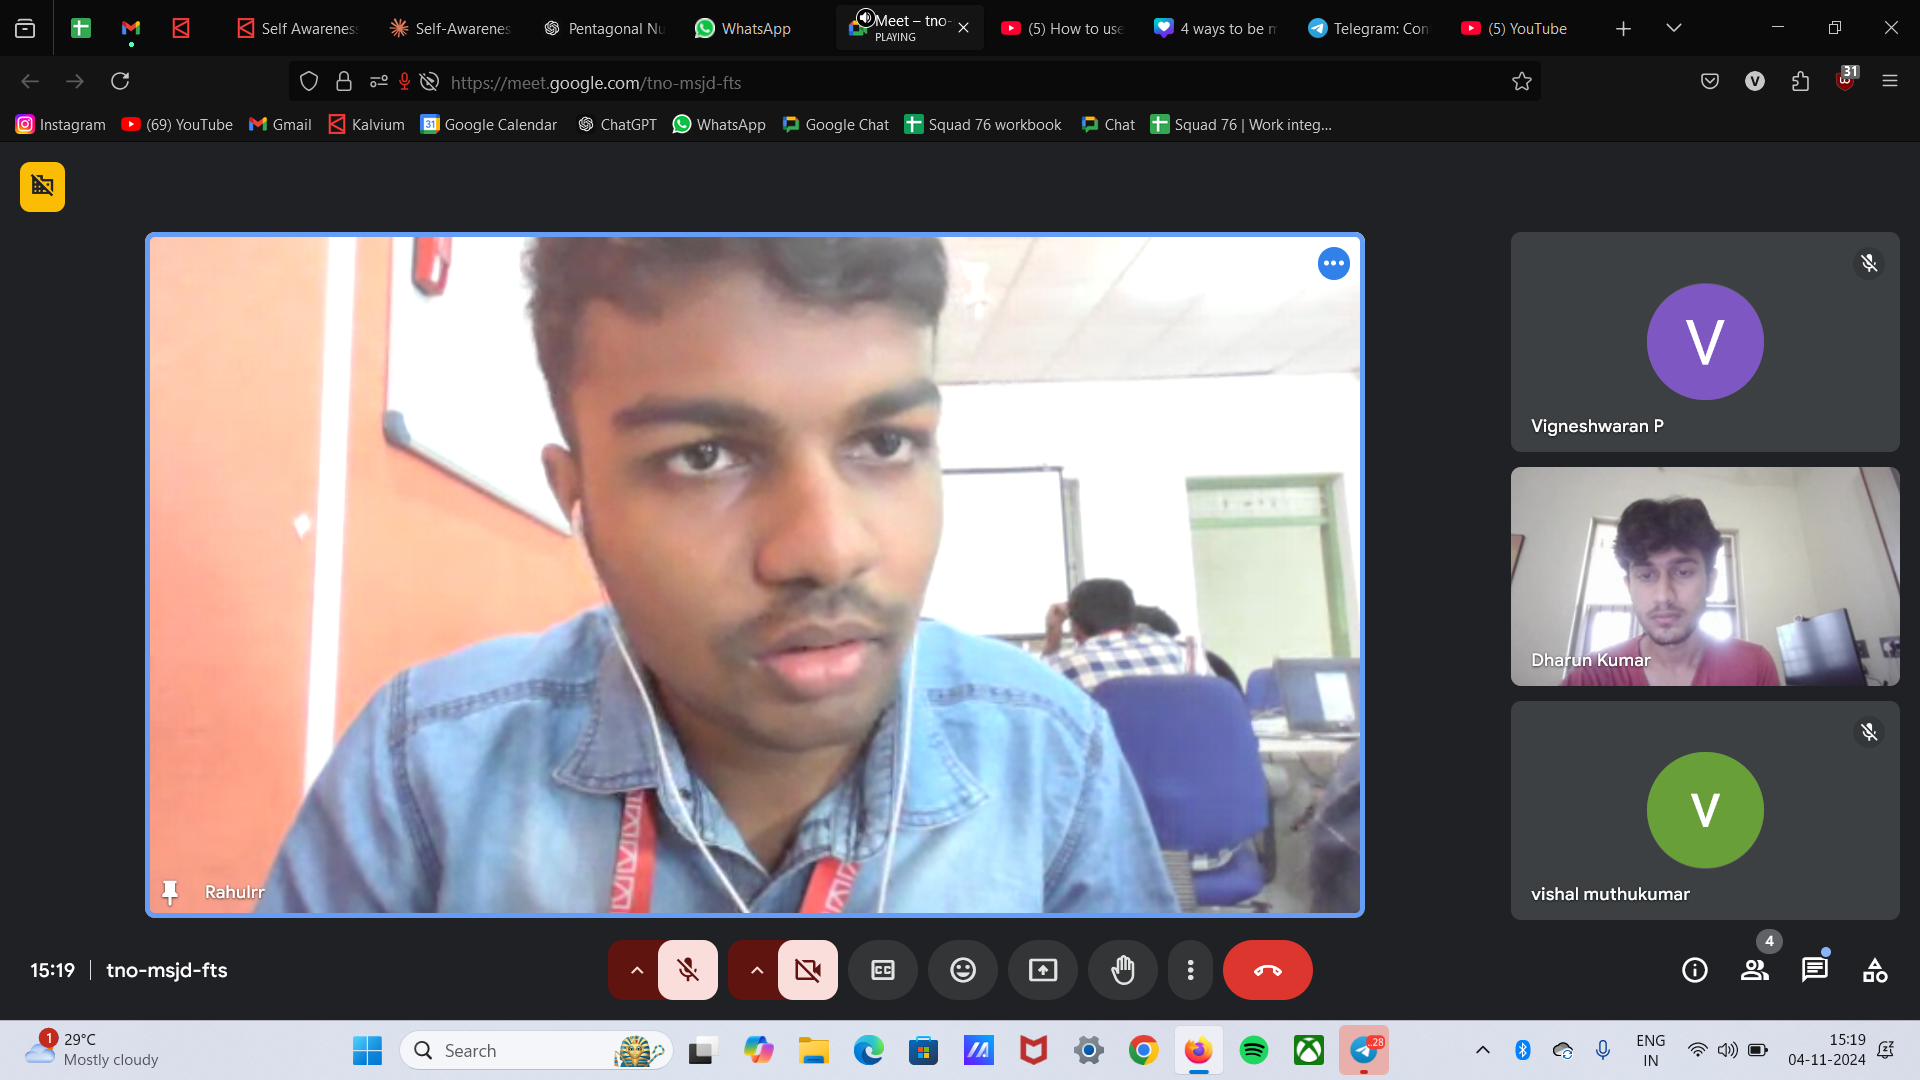 Self Awareness
Self-Awarenes
Pentagonal Nu
WhatsApp
Meet – tno-
PLAYING
(5) How to use
4 ways to be m
Telegram: Con
(5) YouTube
https://meet.google.com/tno-msjd-fts
V
31
Instagram
(69) YouTube
Gmail
Kalvium
31
Google Calendar
ChatGPT
WhatsApp
Google Chat
Squad 76 workbook
Chat
Squad 76 | Work integ...
V
Vigneshwaran P
Dharun Kumar
V
vishal muthukumar
Rahulrr
15:19
tno-msjd-fts
CC
4
1
29°C
Mostly cloudy
Search
28
ENG
IN
15:19
04-11-2024